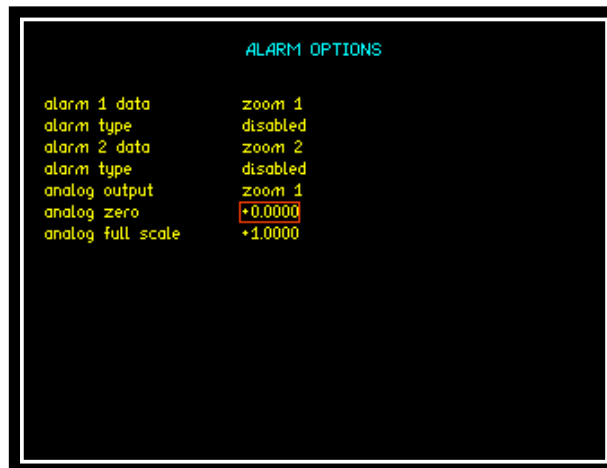 ALARM OPTIONS
alarm 1 data zoom 1
alarm type disabled
alarm 2 data zoom 2
alarm type disabled
analog output zoom 1
analog zero +0.0000
analog full scale +1.0000